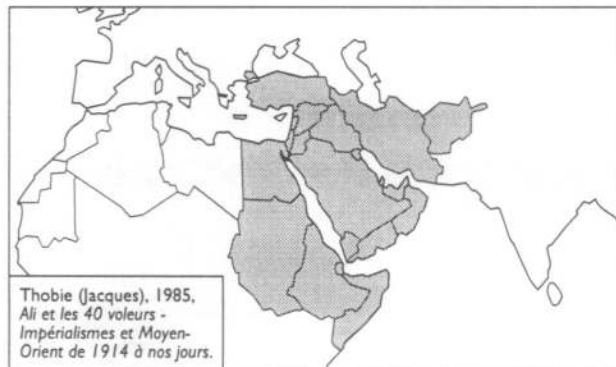 Thobie (Jacques), 1985,
Ali et les 40 voleurs -
Impérialismes et Moyen-
Orient de 1914 à nos jours.